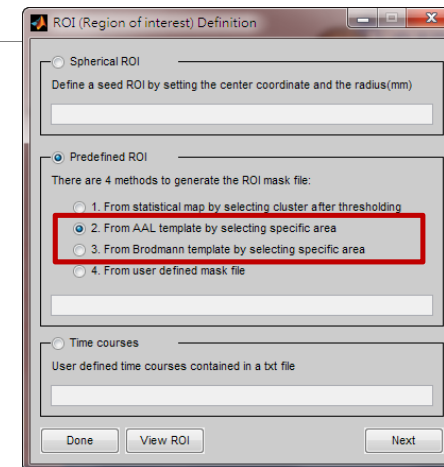 ROI (Region of interest) Definition
Spherical ROI
Define a seed ROI by setting the center coordinate and the radius(mm)
Predefined ROI
There are 4 methods to generate the ROI mask file:
1. From statistical map by selecting cluster after thresholding
2. From AAL template by selecting specific area
3. From Brodmann template by selecting specific area
4. From user defined mask file
Time courses
User defined time courses contained in a txt file
Done View ROI Next